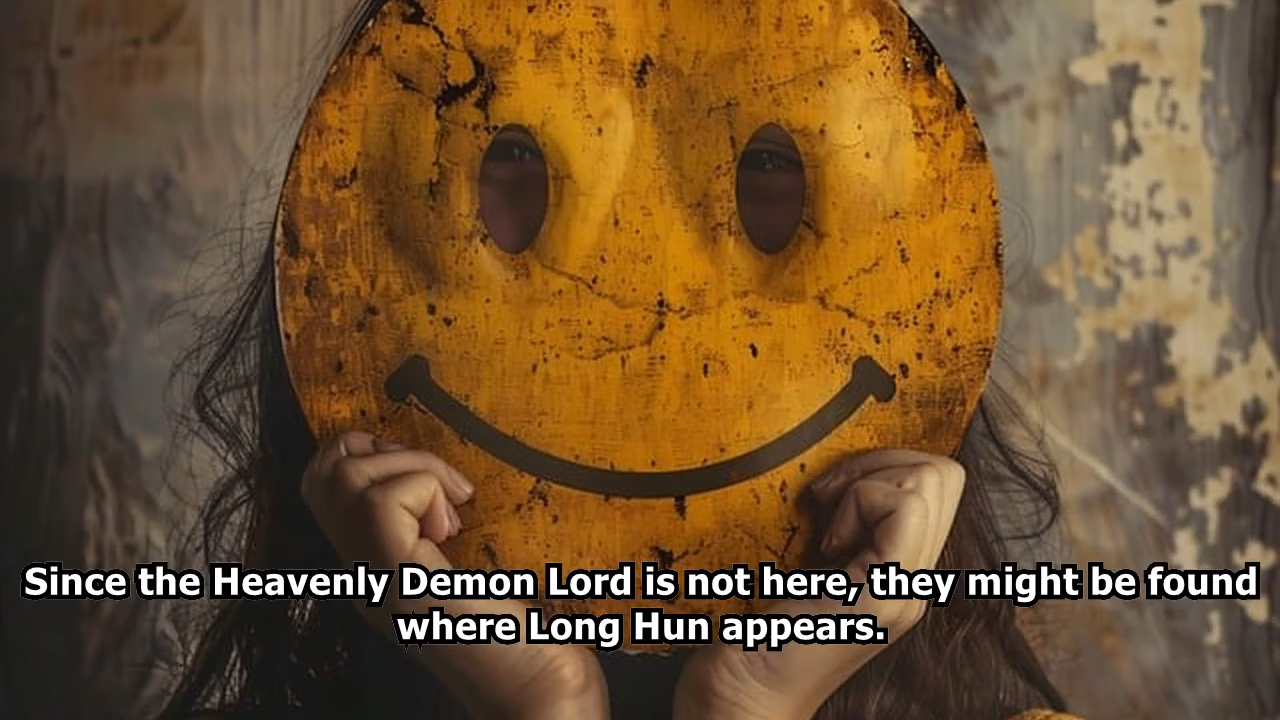 Since the Heavenly Demon Lord is not here, they might be found
where Long Hun appears.